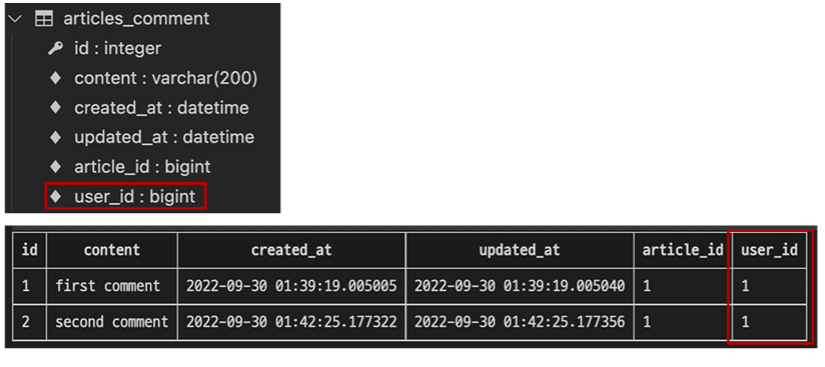 articles_comment
id : integer
content : varchar(200)
created_at : datetime
updated_at : datetime
article_id : bigint
user_id : bigint
id content created_at updated_at article_id user_id
1 first comment 2022-09-30 01:39:19.005005 2022-09-30 01:39:19.005040 1 1
2 second comment 2022-09-30 01:42:25.177322 2022-09-30 01:42:25.177356 1 1